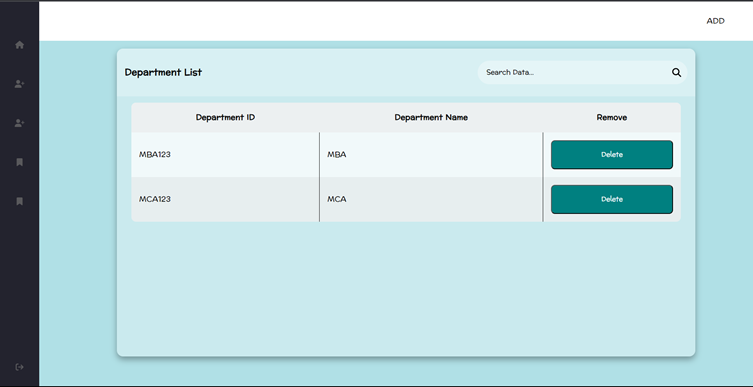 ADD
Department List
Search Data...
Department ID Department Name Remove
MBA123 MBA Delete
MCA123 MCA Delete